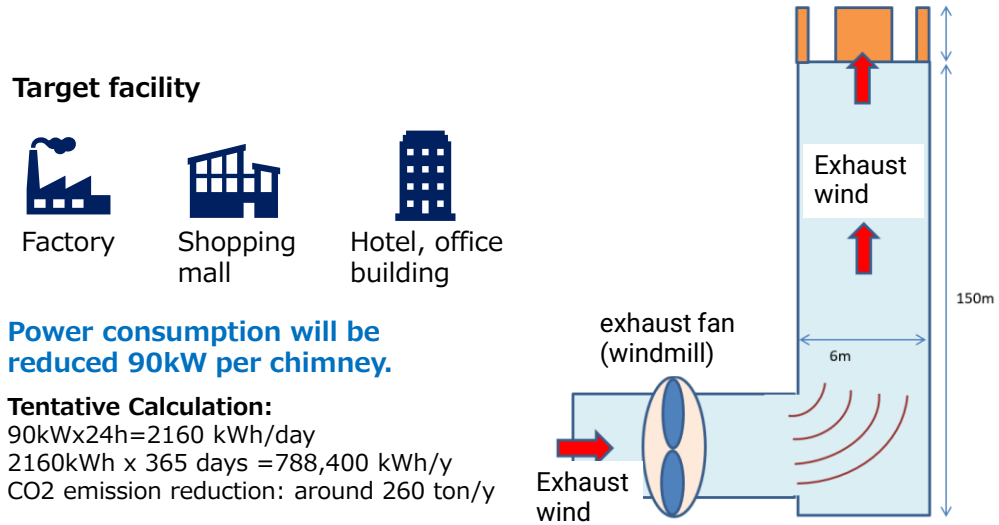 Target facility
Factory
Shopping
mall
Hotel, office
building
Power consumption will be
reduced 90kW per chimney.
Tentative Calculation:
90kWx24h=2160 kWh/day
2160kWh x 365 days =788,400 kWh/y
CO2 emission reduction: around 260 ton/y
Exhaust
wind
150m
exhaust fan
(windmill)
6m
Exhaust
wind